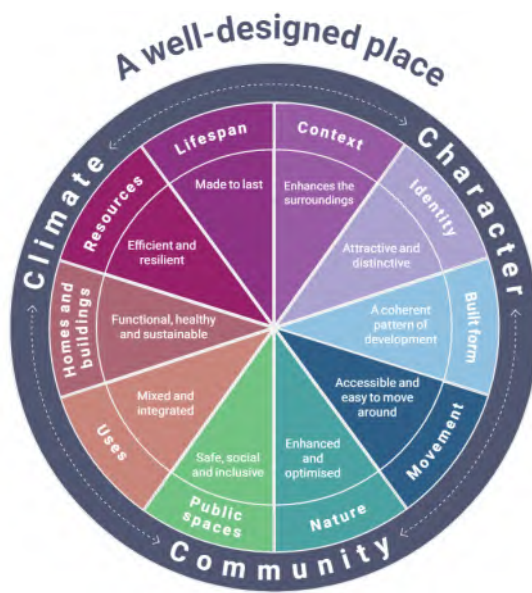 A well-designed place
Climate
Character
Community
Context
Enhances the
surroundings
Identity
Attractive and
distinctive
Built form
A coherent
pattern of
development
Movement
Accessible and
easy to move
around
Nature
Enhanced
and
optimised
Public
spaces
Safe, social
and inclusive
Uses
Mixed and
integrated
Homes and
buildings
Functional, healthy
and sustainable
Resources
Efficient and
resilient
Lifespan
Made to last